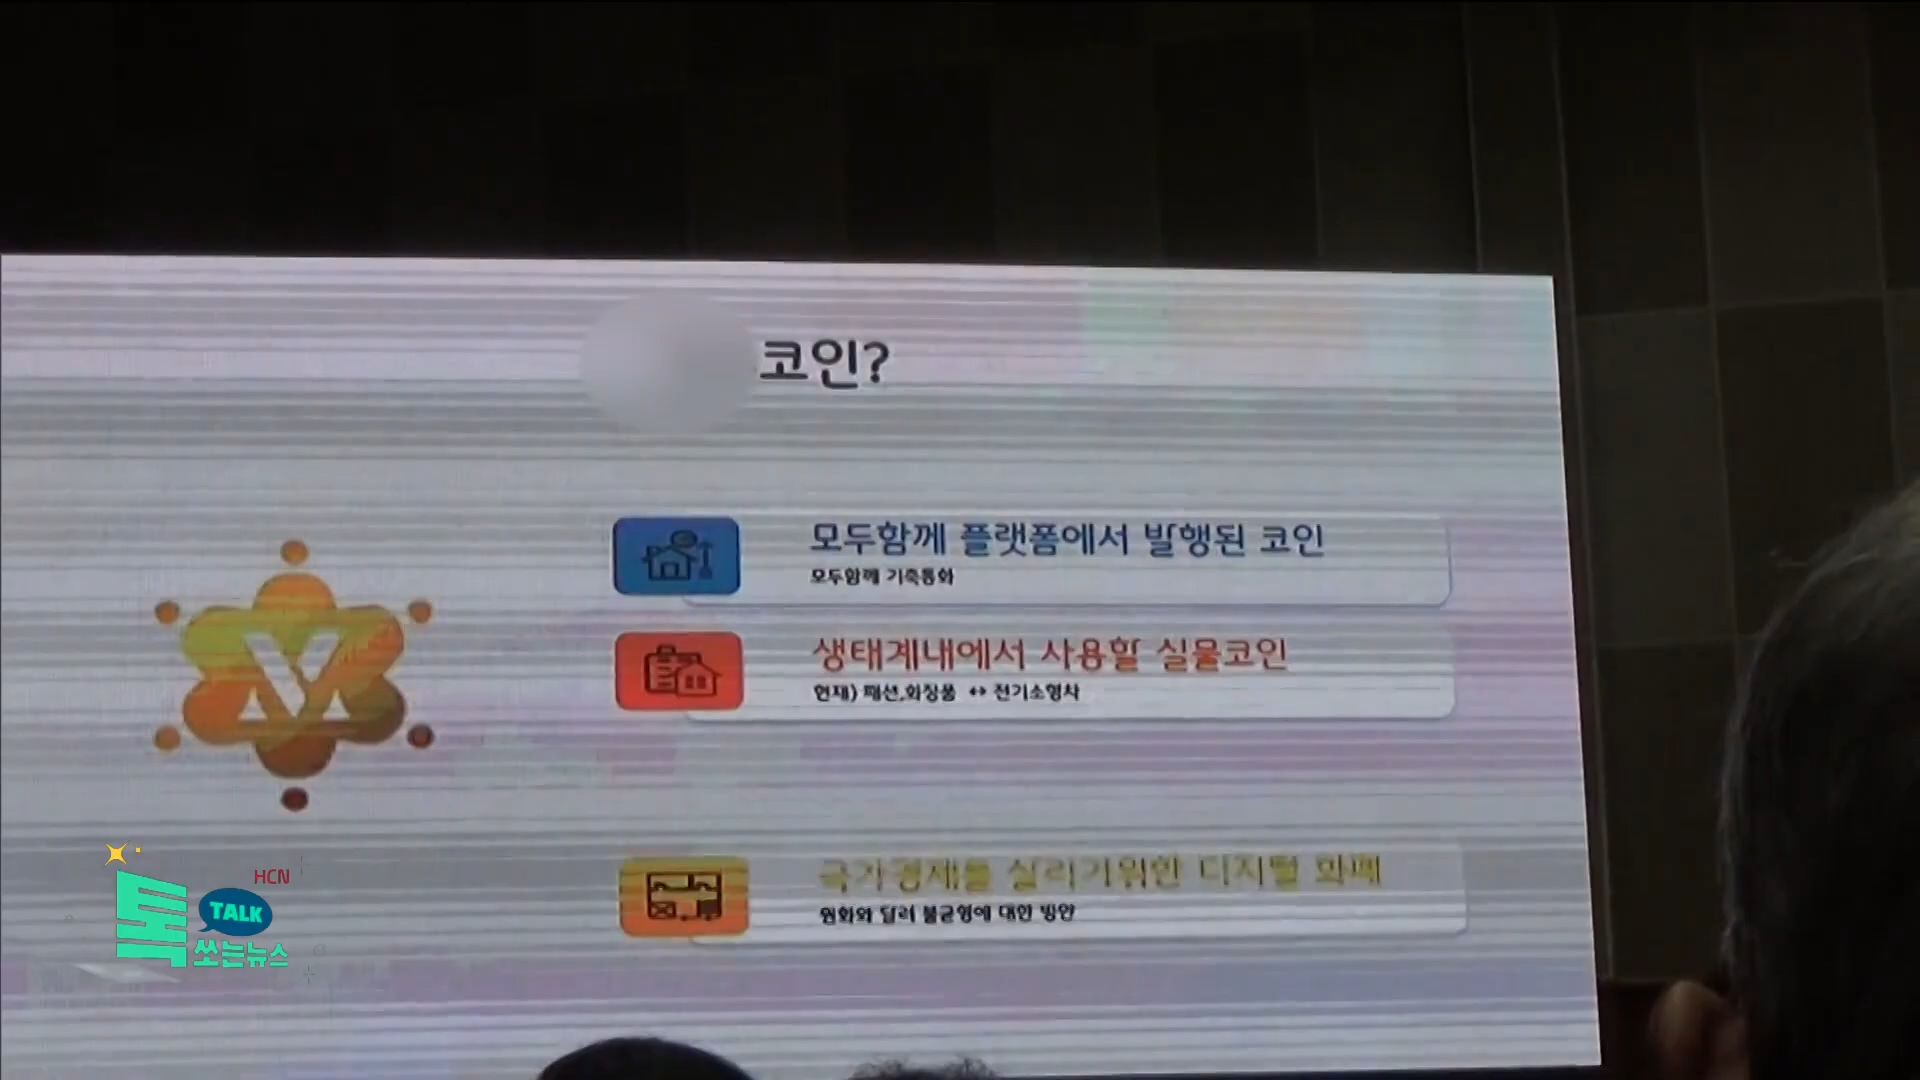 코인?
모두함께 플랫폼에서 발행된 코인
모두함께 기축통화
생태계내에서 사용할 실물코인
현재) 패션,화장품 ↔ 전기소형차
국가경제를 살리기위한 디지털 화폐
원화와 달러 불균형에 대한 방안
HCN
톡
TALK
쏘는뉴스